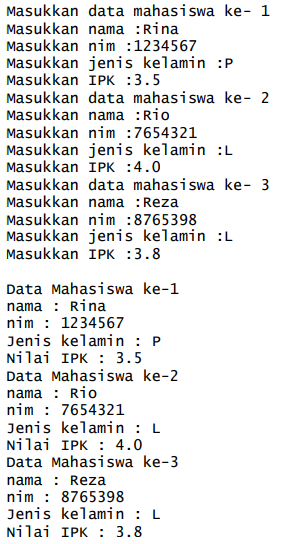 Masukkan data mahasiswa ke- 1
Masukkan nama :Rina
Masukkan nim :1234567
Masukkan jenis kelamin :P
Masukkan IPK :3.5
Masukkan data mahasiswa ke- 2
Masukkan nama :Rio
Masukkan nim :7654321
Masukkan jenis kelamin :L
Masukkan IPK :4.0
Masukkan data mahasiswa ke- 3
Masukkan nama :Reza
Masukkan nim :8765398
Masukkan jenis kelamin :L
Masukkan IPK :3.8

Data Mahasiswa ke-1
nama : Rina
nim : 1234567
Jenis kelamin : P
Nilai IPK : 3.5
Data Mahasiswa ke-2
nama : Rio
nim : 7654321
Jenis kelamin : L
Nilai IPK : 4.0
Data Mahasiswa ke-3
nama : Reza
nim : 8765398
Jenis kelamin : L
Nilai IPK : 3.8